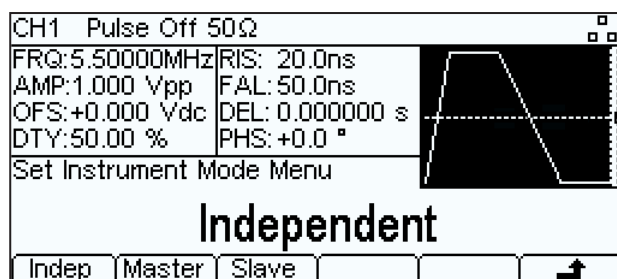 CH1 Pulse Off 50Ω
FRQ:5.50000MHz RIS: 20.0ns
AMP:1.000 Vpp FAL:50.0ns
OFS:+0.000 Vdc DEL: 0.000000 s
DTY:50.00 % PHS: +0.0 °
Set Instrument Mode Menu
Independent
Indep Master Slave